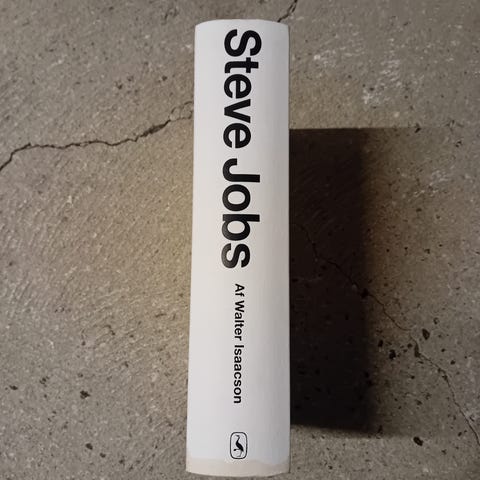 Steve Jobs
Af Walter Isaacson